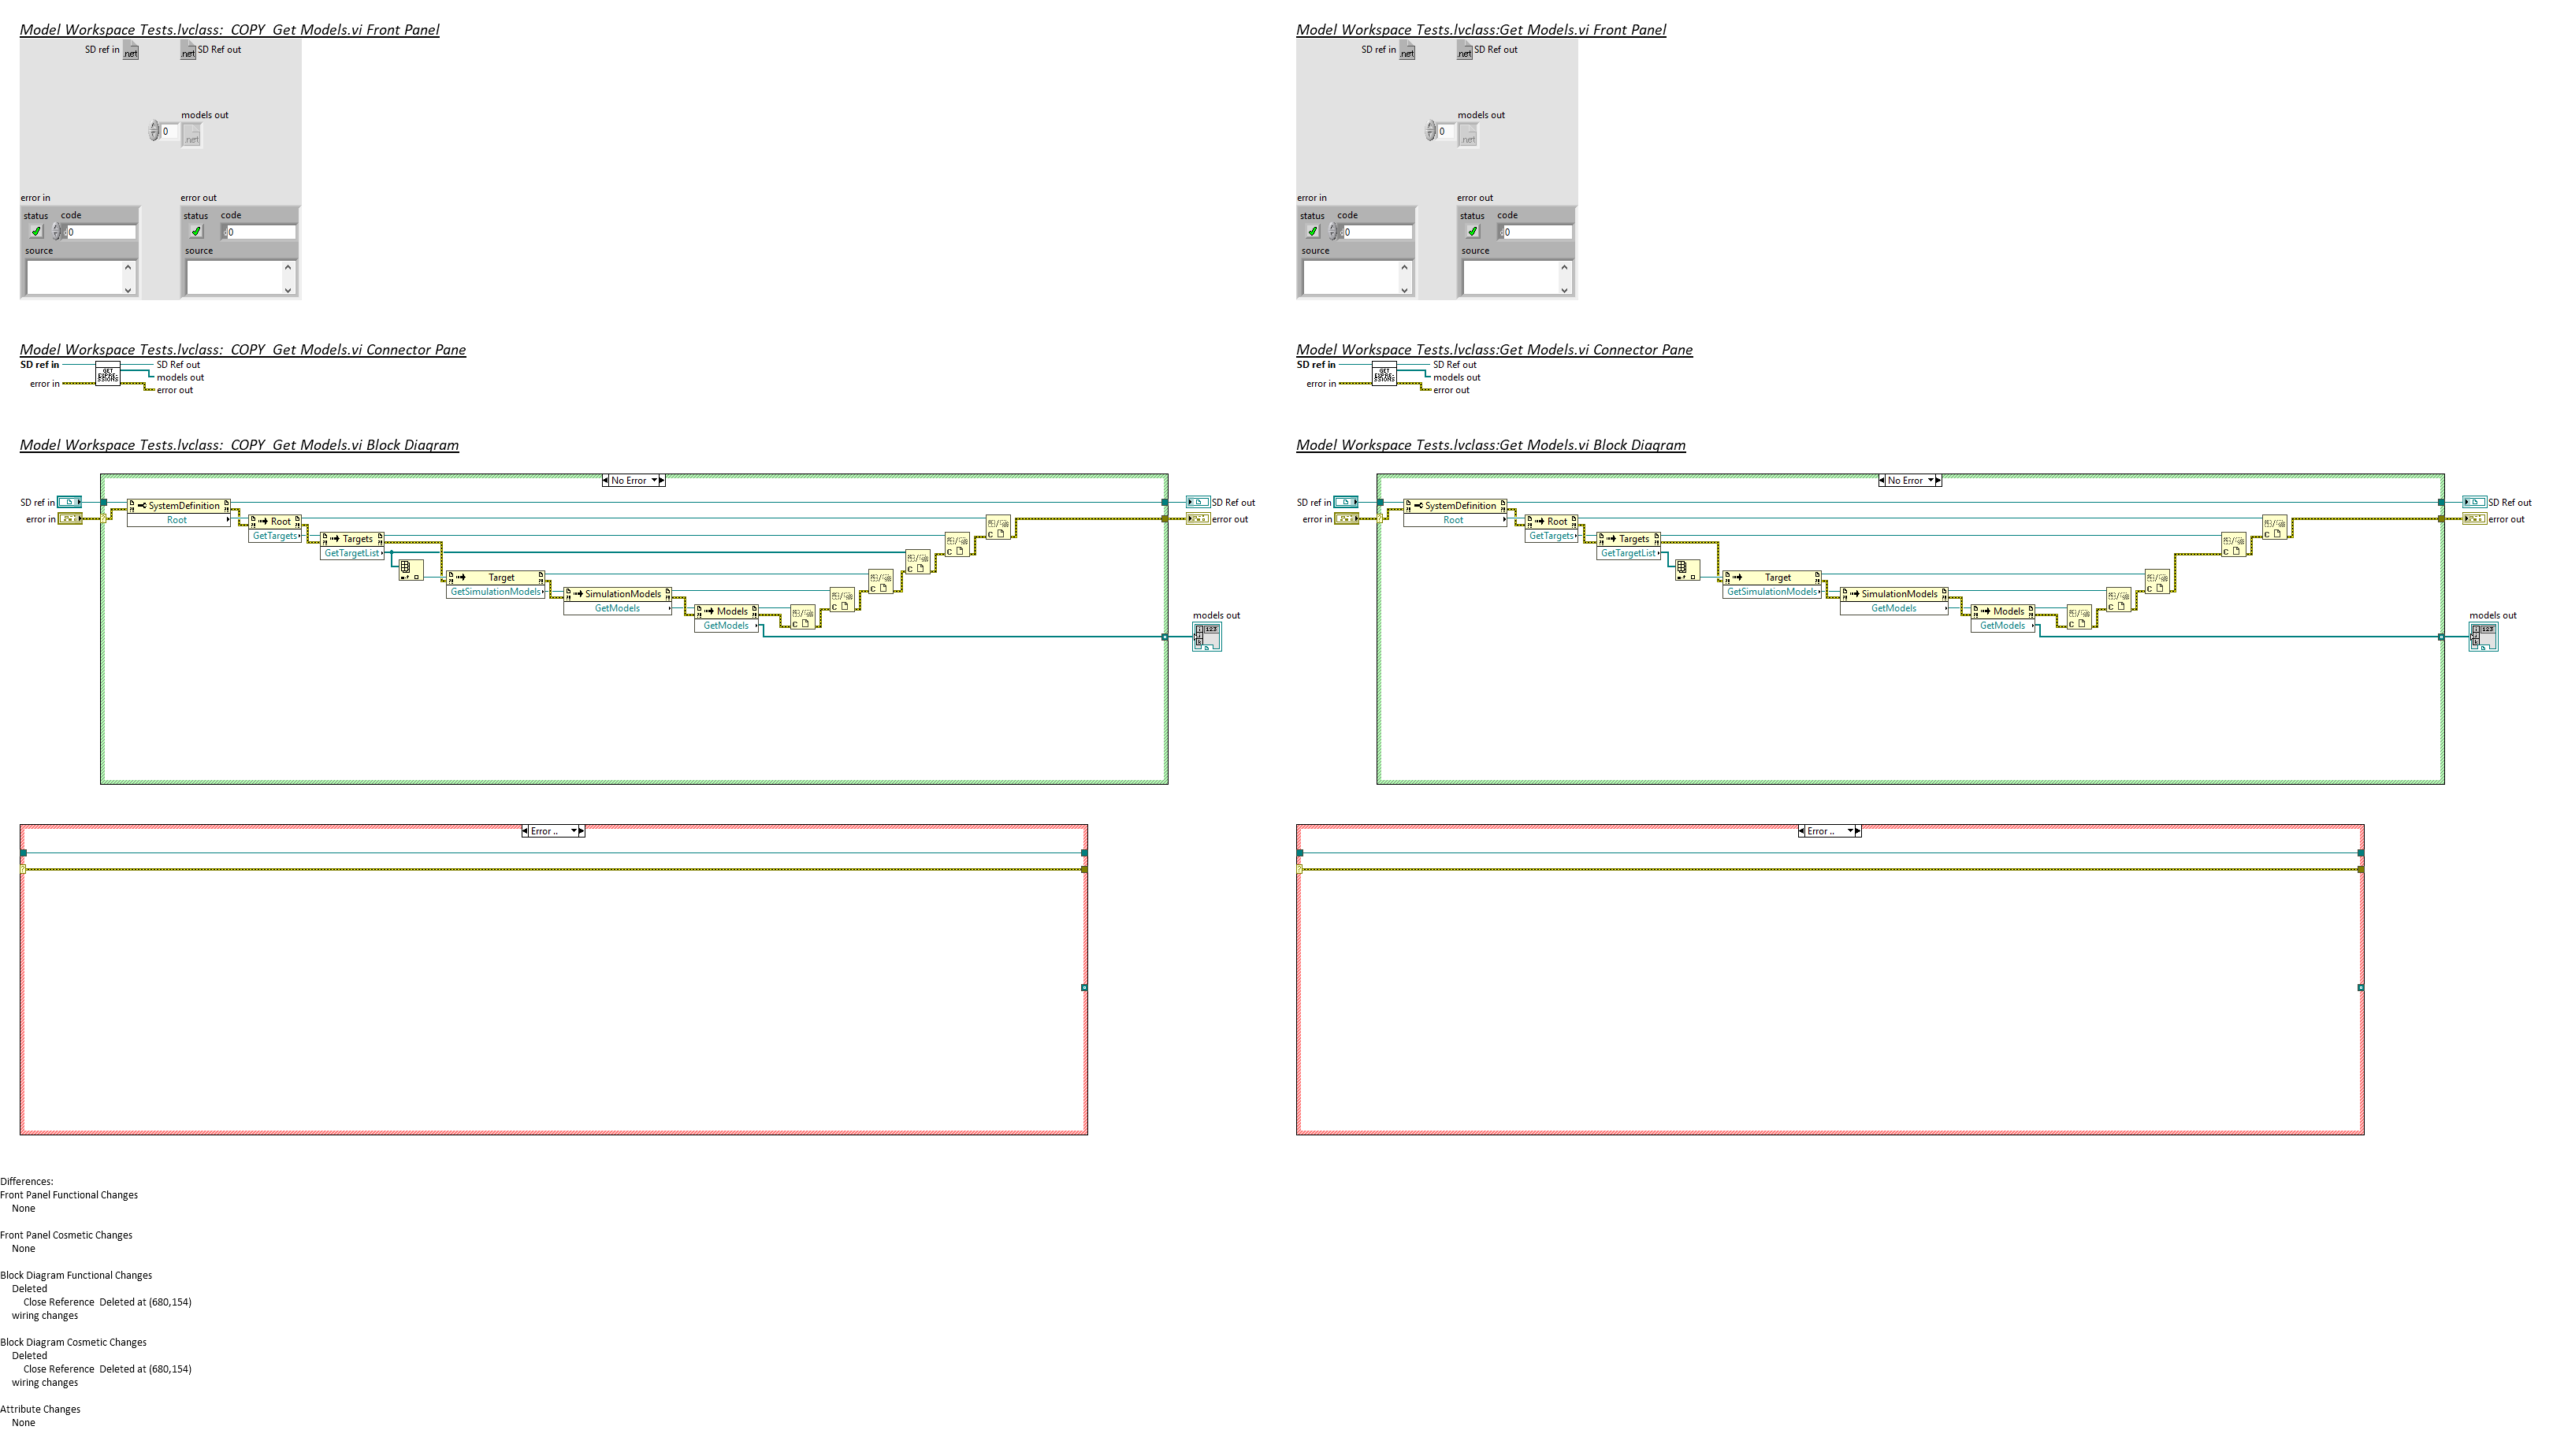 Model Workspace Tests.lvclass:  COPY  Get Models.vi Front Panel
SD ref in
SD Ref out
.net
.net
models out
0
.net
error in
error out
status code
status code
0
0
source
source
Model Workspace Tests.lvclass:  COPY  Get Models.vi Connector Pane
SD ref in
SD Ref out
models out
error in
error out
GET
EXPRE-
SSIONS
Model Workspace Tests.lvclass:  COPY  Get Models.vi Block Diagram
No Error
SD ref in
error in
SystemDefinition
Root
Root
GetTargets
Targets
GetTargetList
Target
GetSimulationModels
SimulationModels
GetModels
Models
GetModels
SD Ref out
error out
models out
Error ..
Model Workspace Tests.lvclass:Get Models.vi Front Panel
SD ref in
SD Ref out
.net
.net
models out
0
.net
error in
error out
status code
status code
0
0
source
source
Model Workspace Tests.lvclass:Get Models.vi Connector Pane
SD ref in
SD Ref out
models out
error in
error out
GET
EXPRE-
SSIONS
Model Workspace Tests.lvclass:Get Models.vi Block Diagram
No Error
SD ref in
error in
SystemDefinition
Root
Root
GetTargets
Targets
GetTargetList
Target
GetSimulationModels
SimulationModels
GetModels
Models
GetModels
SD Ref out
error out
models out
Error ..
Differences:
Front Panel Functional Changes
None
Front Panel Cosmetic Changes
None
Block Diagram Functional Changes
Deleted
Close Reference  Deleted at (680,154)
wiring changes
Block Diagram Cosmetic Changes
Deleted
Close Reference  Deleted at (680,154)
wiring changes
Attribute Changes
None